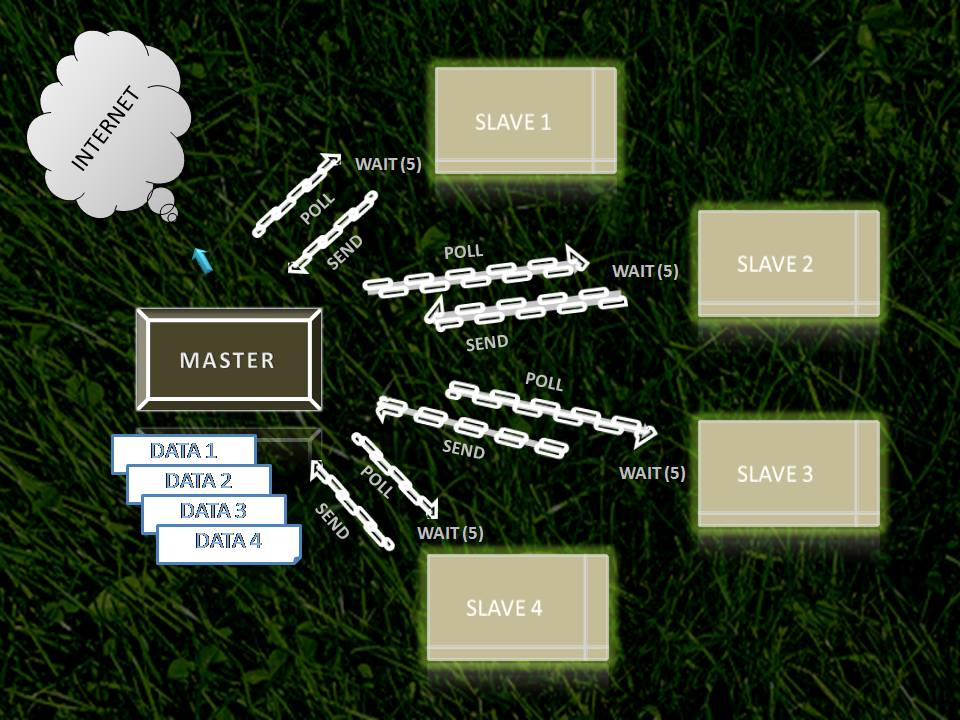 INTERNET
SLAVE 1
WAIT(5)
POLL
SEND
POLL
WAIT(5)
SLAVE 2
SEND
MASTER
POLL
SEND
WAIT(5)
SLAVE 3
DATA 1
DATA 2
DATA 3
DATA 4
POLL
SEND
WAIT(5)
SLAVE 4